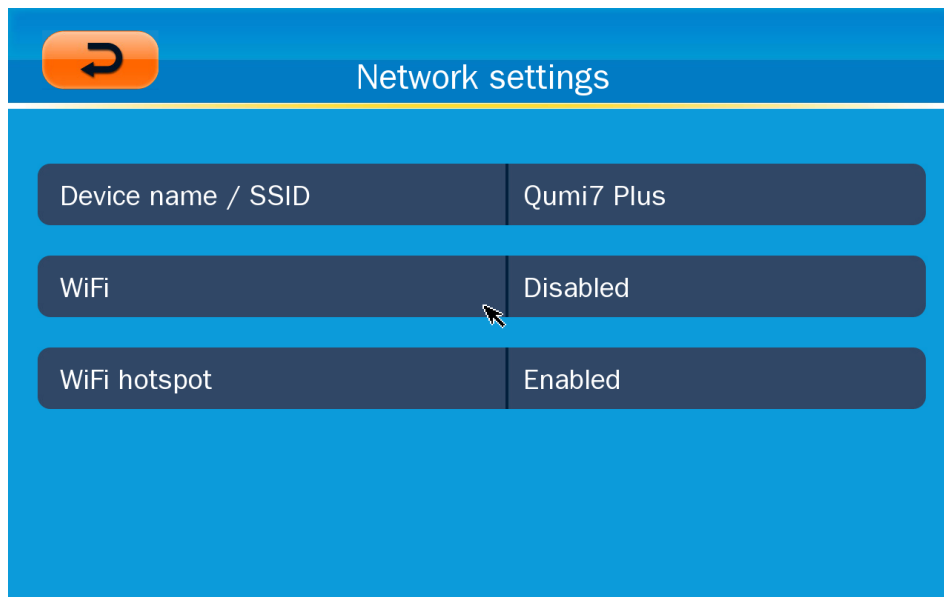 Network settings
Device name / SSID Qumi7 Plus
WiFi Disabled
WiFi hotspot Enabled